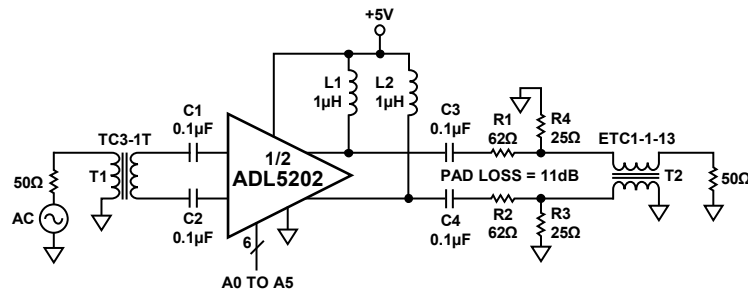 +5V
L1
1µH
L2
1µH
C3
0.1µF
R1
62Ω
R4
25Ω
ETC1-1-13
TC3-1T
C1
0.1µF
50Ω
T1
AC
1/2
ADL5202
PAD LOSS = 11dB
T2
50Ω
C2
0.1µF
C4
0.1µF
R2
62Ω
R3
25Ω
6
A0 TO A5